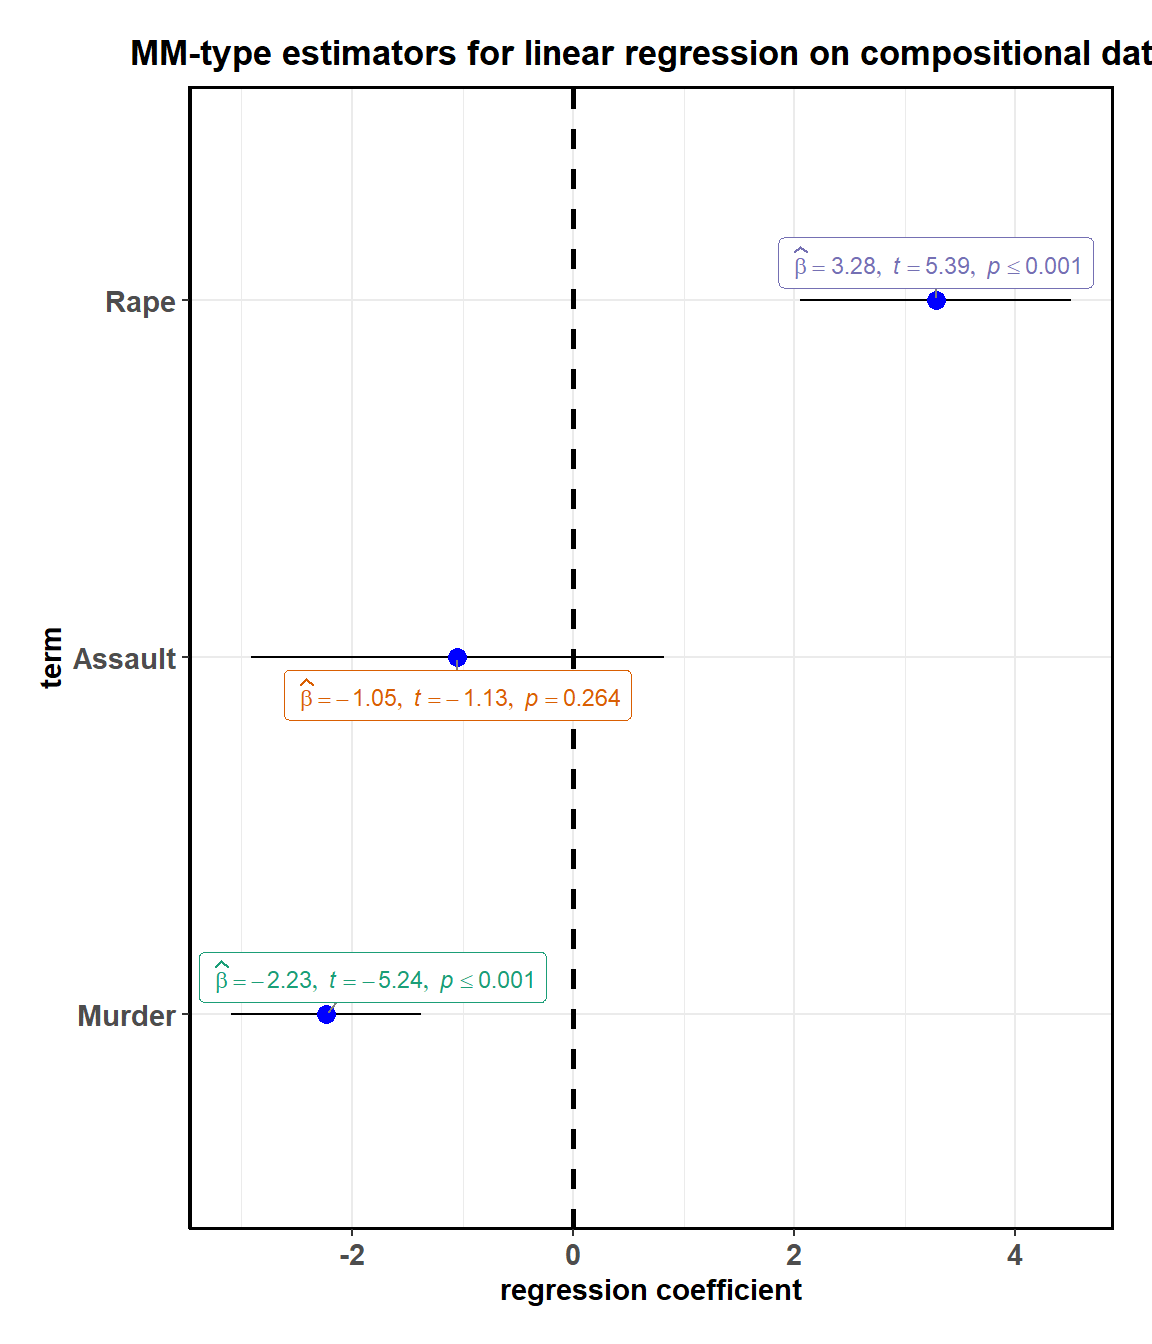 MM-type estimators for linear regression on compositional dat
Rape
β̂ = 3.28, t = 5.39, p ≤ 0.001
term
Assault
β̂ = −1.05, t = −1.13, p = 0.264
β̂ = −2.23, t = −5.24, p ≤ 0.001
Murder
-2 0 2 4
regression coefficient